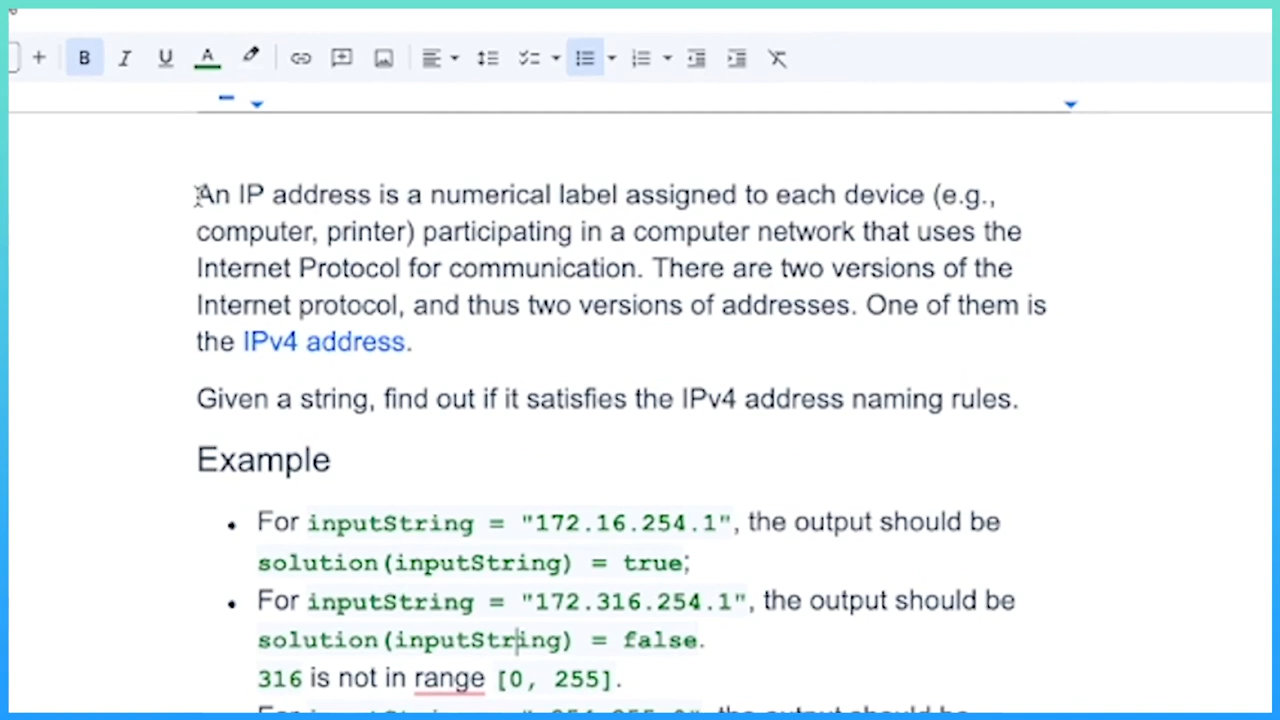 B I U A
An IP address is a numerical label assigned to each device (e.g.,
computer, printer) participating in a computer network that uses the
Internet Protocol for communication. There are two versions of the
Internet protocol, and thus two versions of addresses. One of them is
the IPv4 address.
Given a string, find out if it satisfies the IPv4 address naming rules.
Example
• For inputString = "172.16.254.1", the output should be
solution(inputString) = true;
• For inputString = "172.316.254.1", the output should be
solution(inputString) = false.
316 is not in range [0, 255].